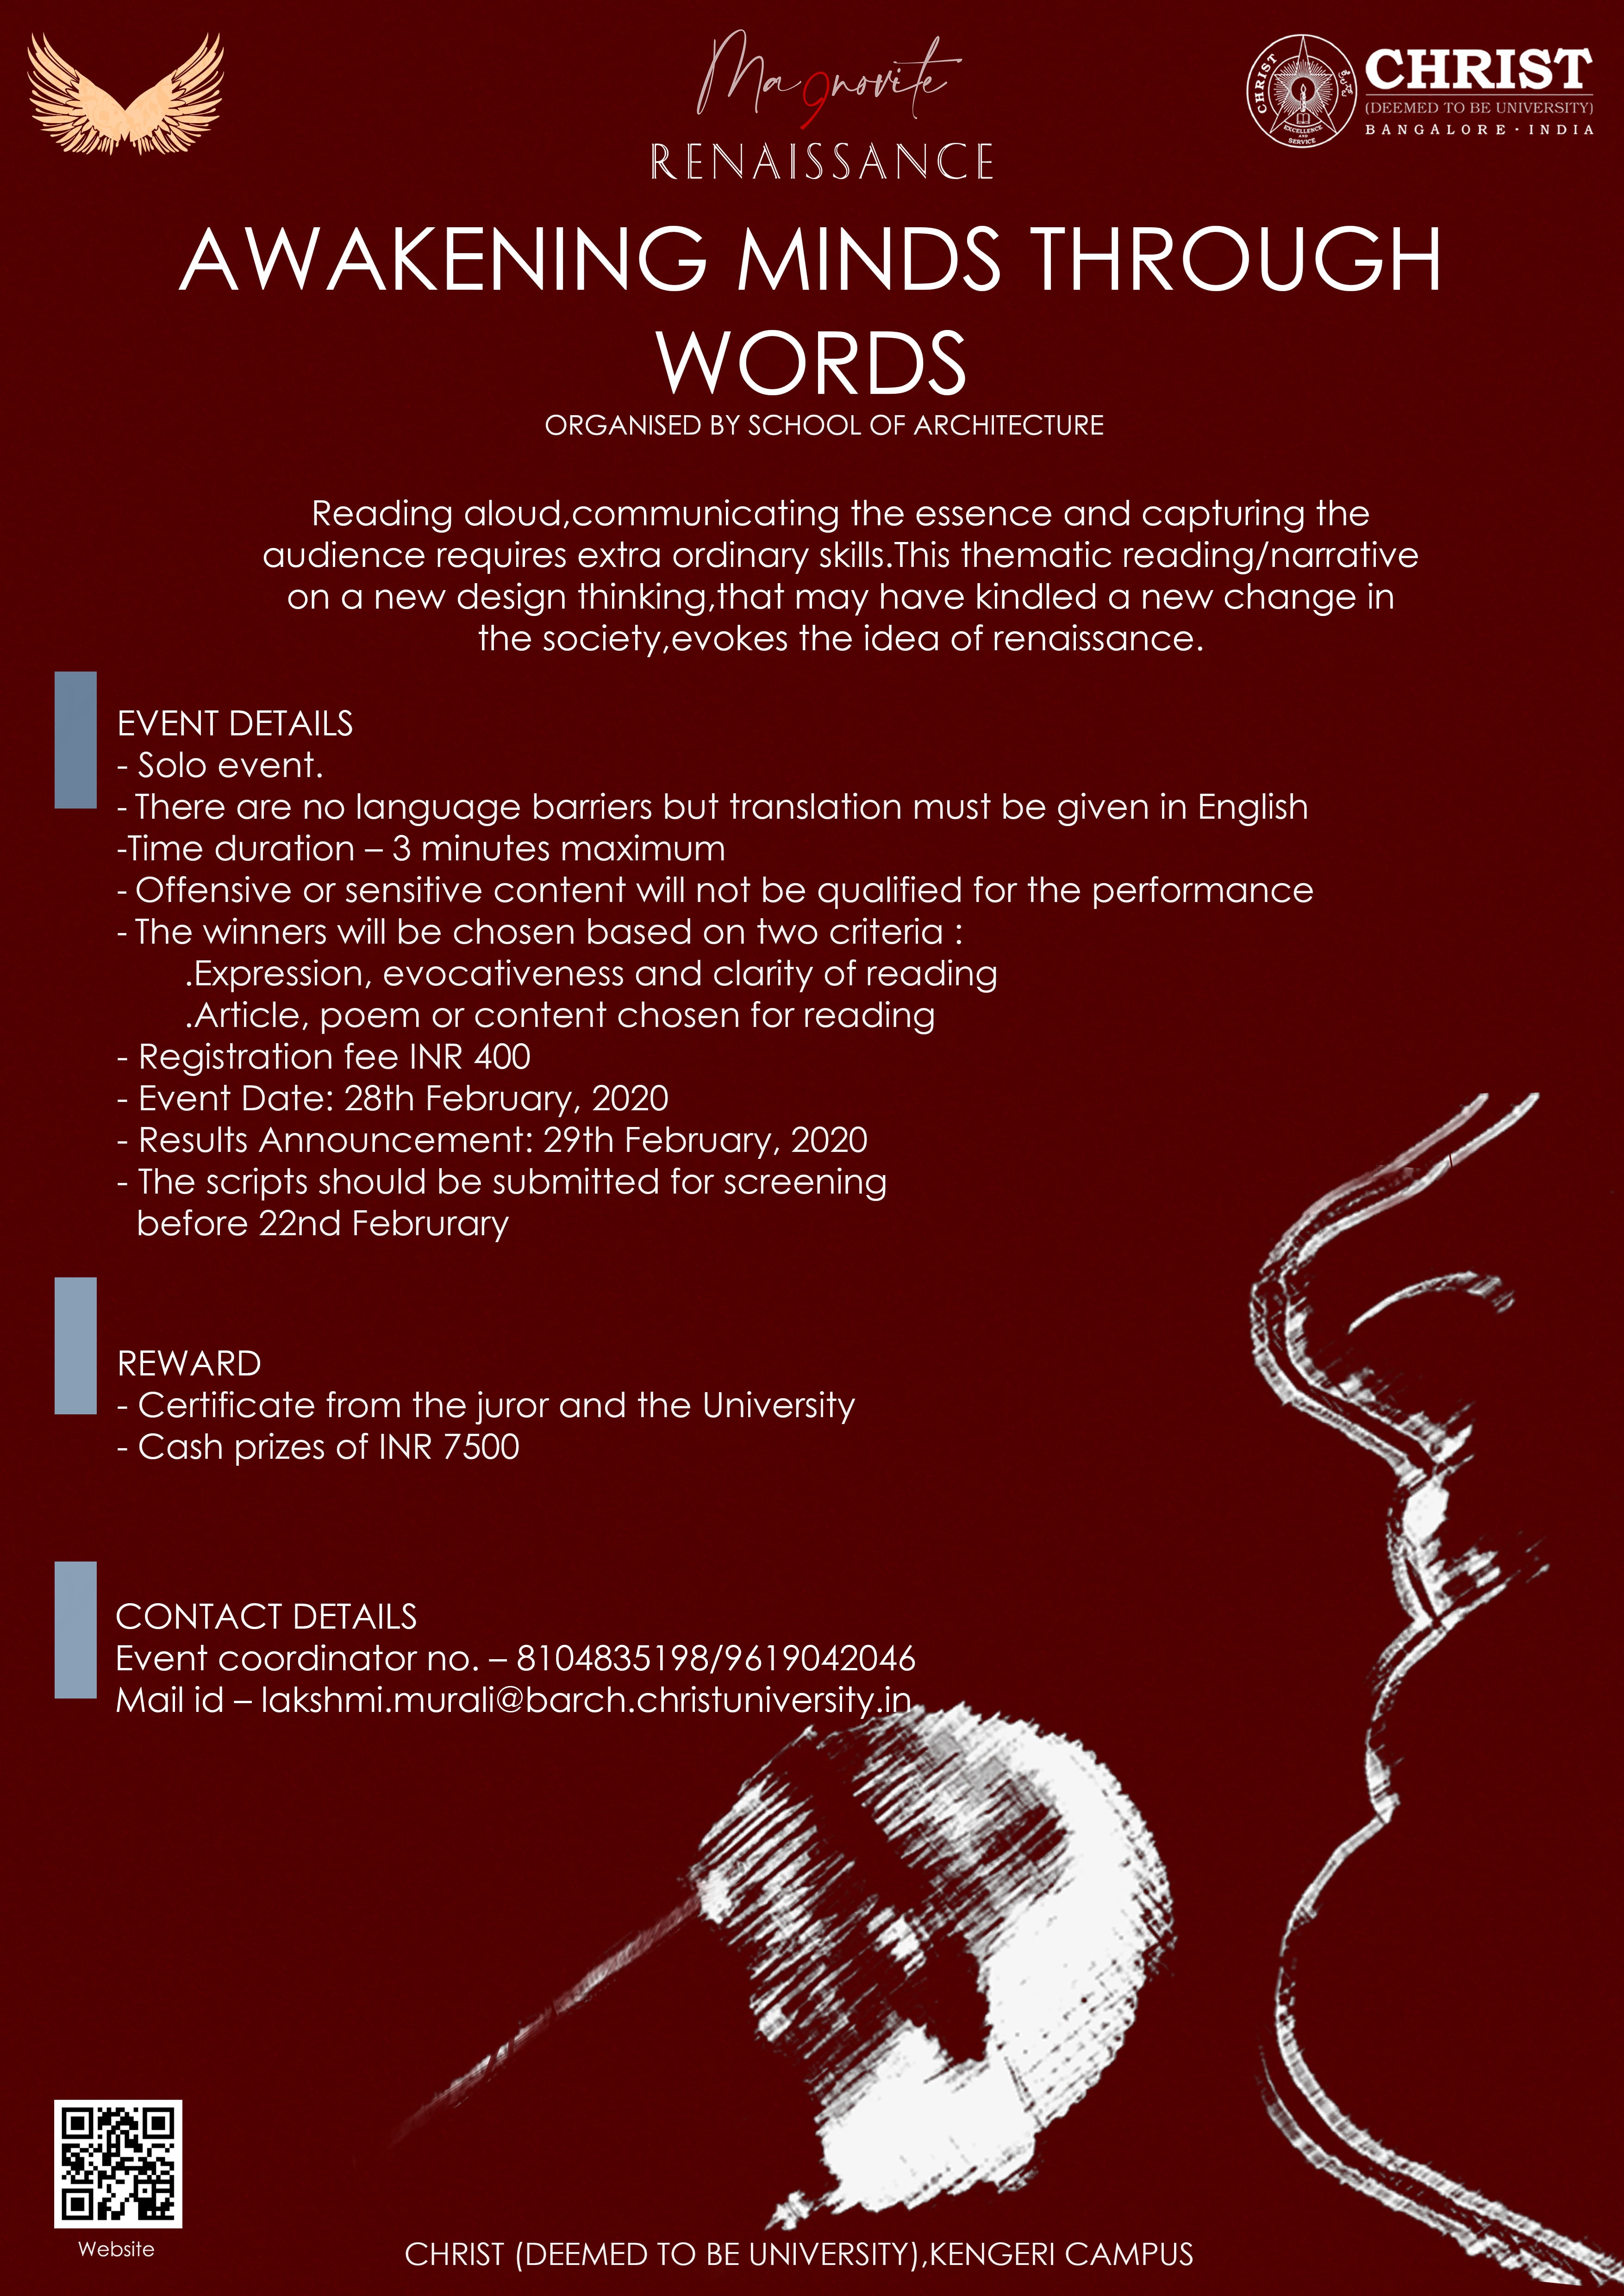 Magnovite
RENAISSANCE
CHRIST
EXCELLENCE
AND
SERVICE
CHRIST
(DEEMED TO BE UNIVERSITY)
BANGALORE · INDIA
AWAKENING MINDS THROUGH
WORDS
ORGANISED BY SCHOOL OF ARCHITECTURE
Reading aloud,communicating the essence and capturing the
audience requires extra ordinary skills.This thematic reading/narrative
on a new design thinking,that may have kindled a new change in
the society,evokes the idea of renaissance.
EVENT DETAILS
- Solo event.
- There are no language barriers but translation must be given in English
-Time duration – 3 minutes maximum
- Offensive or sensitive content will not be qualified for the performance
- The winners will be chosen based on two criteria :
.Expression, evocativeness and clarity of reading
.Article, poem or content chosen for reading
- Registration fee INR 400
- Event Date: 28th February, 2020
- Results Announcement: 29th February, 2020
- The scripts should be submitted for screening
before 22nd Februrary
REWARD
- Certificate from the juror and the University
- Cash prizes of INR 7500
CONTACT DETAILS
Event coordinator no. – 8104835198/9619042046
Mail id – lakshmi.murali@barch.christuniversity.in
Website
CHRIST (DEEMED TO BE UNIVERSITY),KENGERI CAMPUS